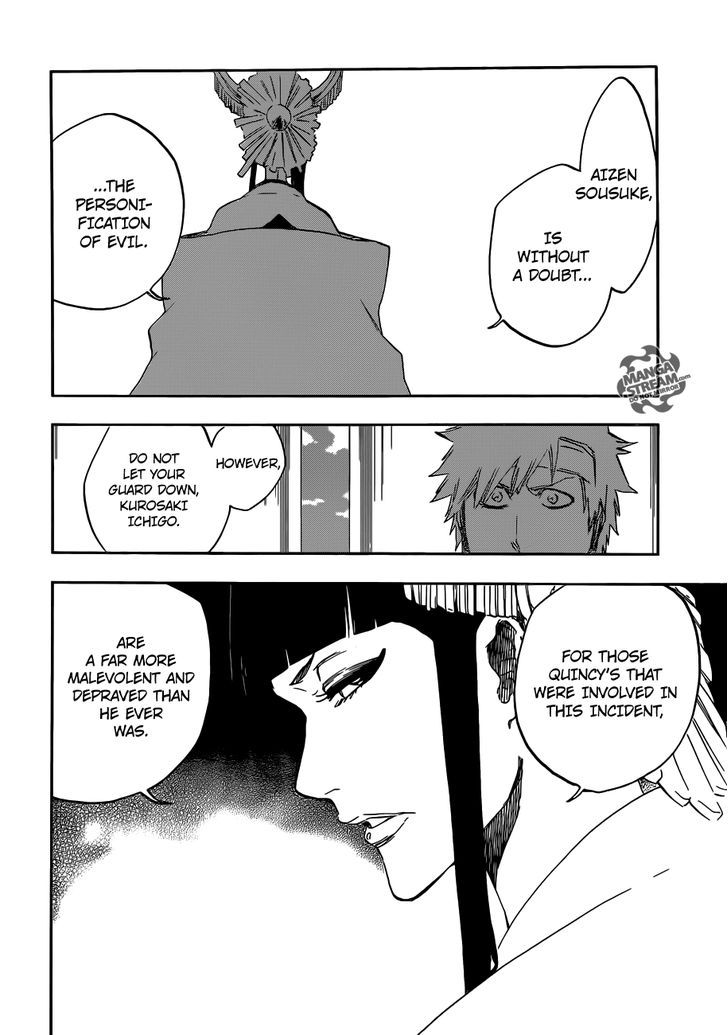 AIZEN
SOUSUKE,
IS
WITHOUT
A DOUBT...
...THE
PERSONI-
FICATION
OF EVIL.
MANGA
STREAM.com
DO NOT MIRROR
HOWEVER,
DO NOT
LET YOUR
GUARD DOWN,
KUROSAKI
ICHIGO.
FOR THOSE
QUINCY'S THAT
WERE INVOLVED IN
THIS INCIDENT,
ARE
A FAR MORE
MALEVOLENT AND
DEPRAVED THAN
HE EVER
WAS.